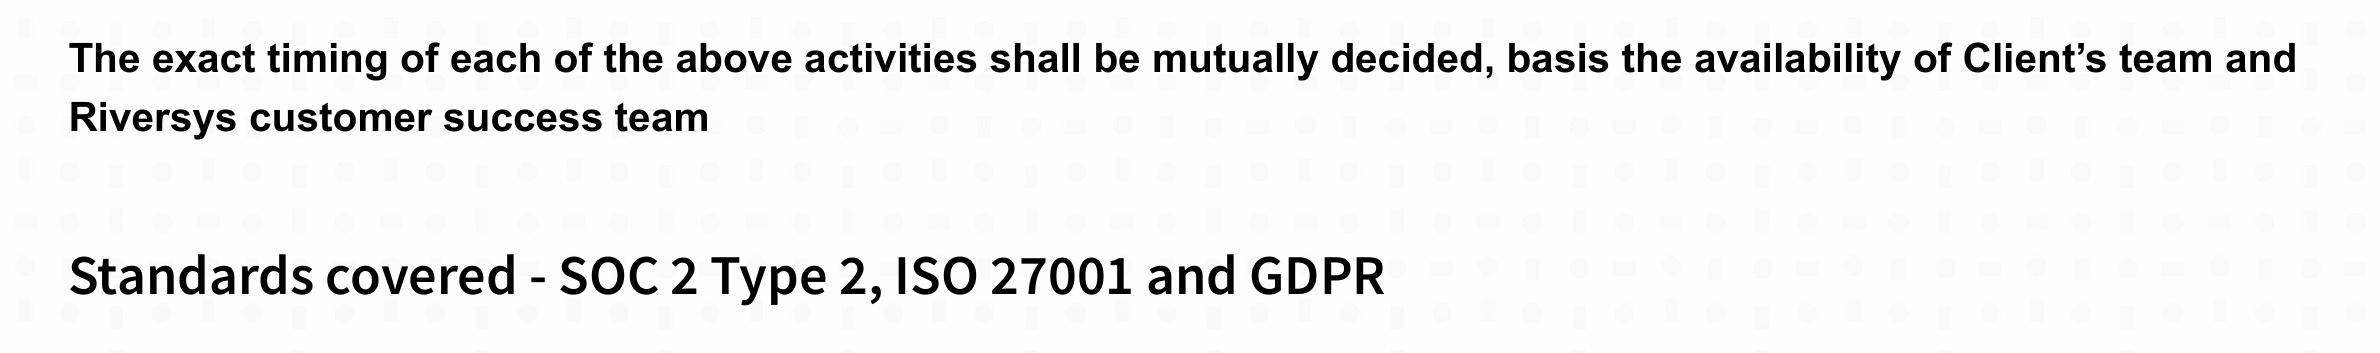 The exact timing of each of the above activities shall be mutually decided, basis the availability of Client’s team and
Riversys customer success team
Standards covered - SOC 2 Type 2, ISO 27001 and GDPR